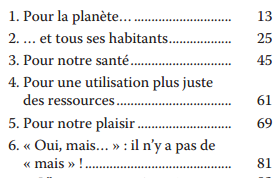 1. Pour la planète… ........................... 13
2. … et tous ses habitants ................. 25
3. Pour notre santé ........................... 45
4. Pour une utilisation plus juste
des ressources ............................... 61
5. Pour notre plaisir ......................... 69
6. « Oui, mais… » : il n’y a pas de
« mais » ! ....................................... 81